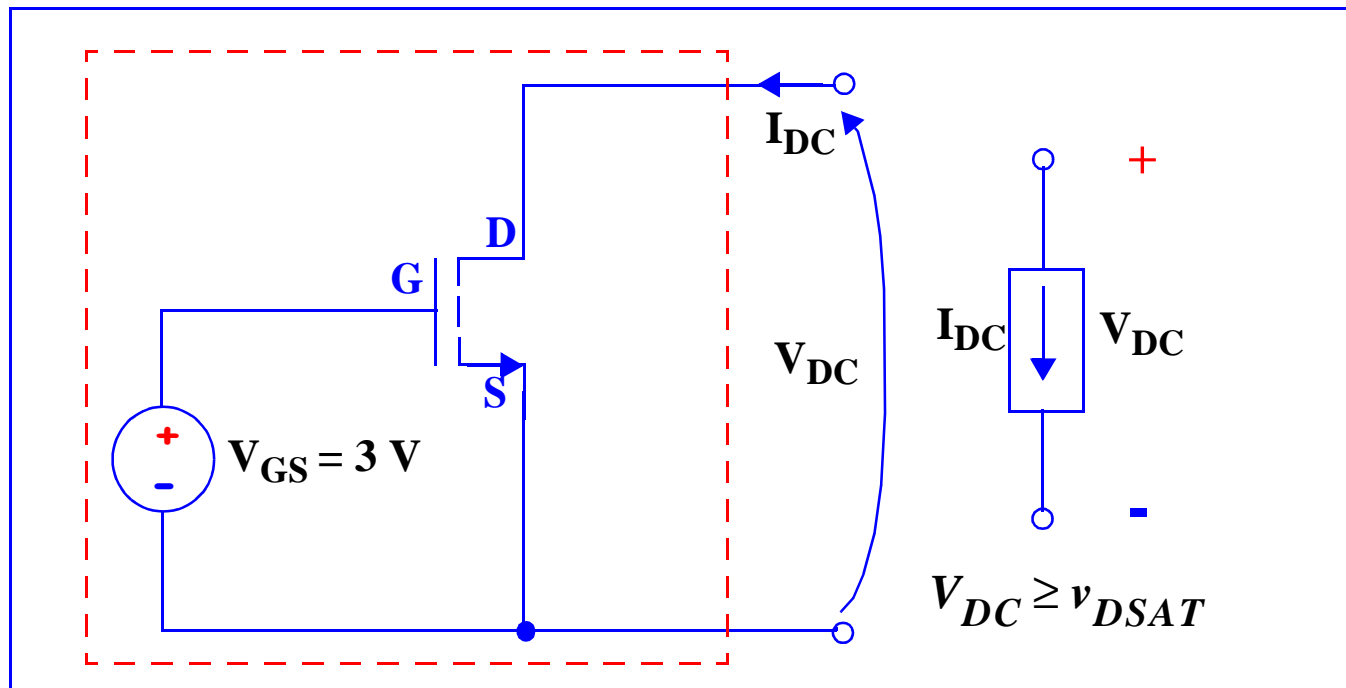 I_DC
D
G
S
+
-
V_GS = 3 V
V_DC
+
I_DC
V_DC
-
V_DC ≥ v_DSAT